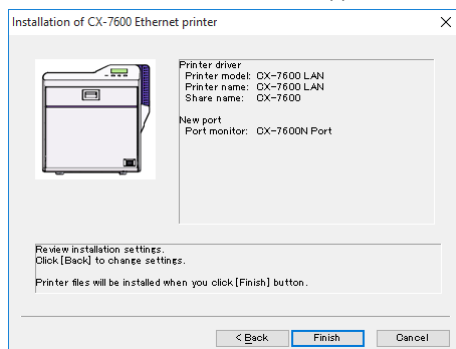 Installation of CX-7600 Ethernet printer
Printer driver
Printer model: CX-7600 LAN
Printer name: CX-7600 LAN
Share name: CX-7600
New port
Port monitor: CX-7600N Port
Review installation settings.
Click [Back] to change settings.
Printer files will be installed when you click [Finish] button.
< Back
Finish
Cancel